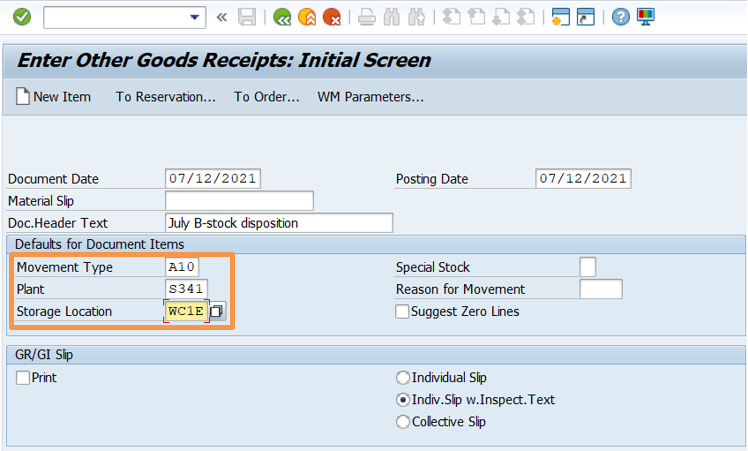 Enter Other Goods Receipts: Initial Screen
New Item To Reservation... To Order... WM Parameters...
Document Date 07/12/2021 Posting Date 07/12/2021
Material Slip
Doc.Header Text July B-stock disposition
Defaults for Document Items
Movement Type A10 Special Stock
Plant S341 Reason for Movement
Storage Location WC1E Suggest Zero Lines
GR/GI Slip
Print Individual Slip
Indiv.Slip w.Inspect.Text
Collective Slip